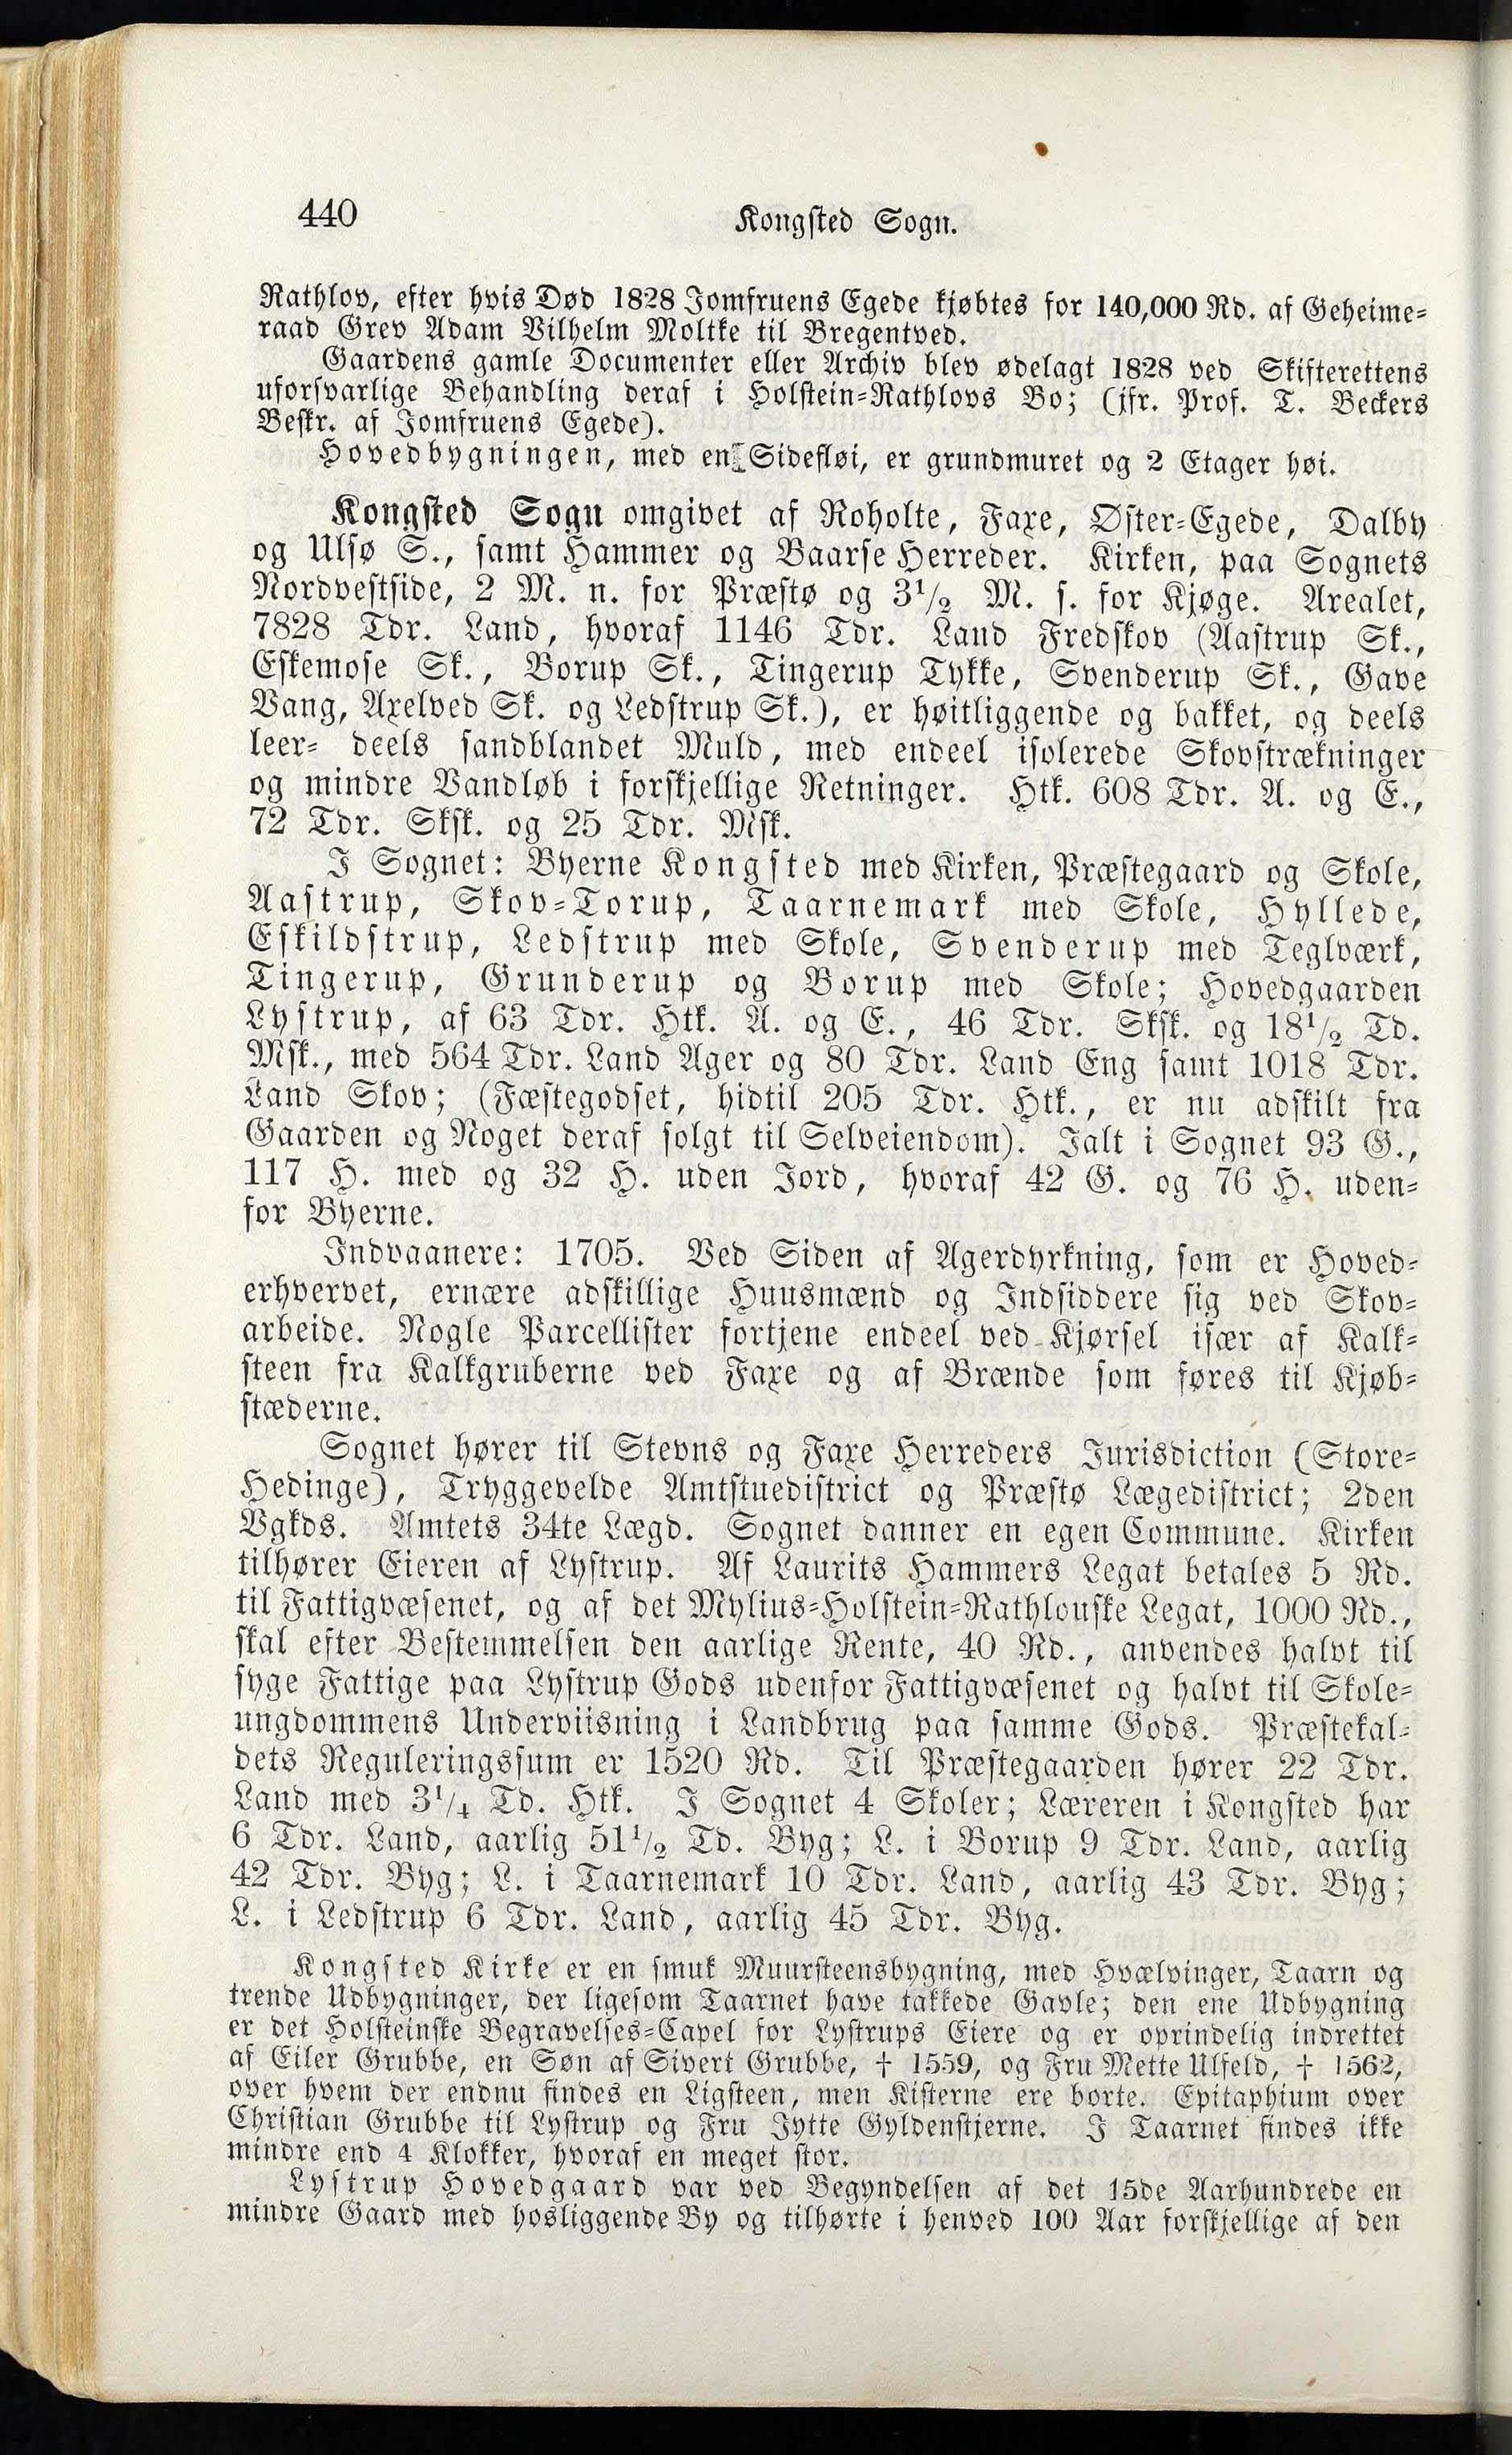 440
Kongsted Sogn.
Rathlov, efter hvis Død 1828 Jomfruens Egede kjøbtes for 140,000 Rd. af Geheime-
raad Grev Adam Vilhelm Moltke til Bregentved.
Gaardens gamle Documenter eller Archiv blev ødelagt 1828 ved Skifterettens
uforsvarlige Behandling deraf i Holstein-Rathlovs Bo; (jfr. Prof. T. Beckers
Beskr. af Jomfruens Egede).
Hovedbygningen, med en Sidefløi, er grundmuret og 2 Etager høi.
Kongsted Sogn omgivet af Roholte, Faxe, Øster-Egede, Dalby
og Ulsø S., samt Hammer og Baarse Herreder. Kirken, paa Sognets
Nordvestside, 2 M. n. for Præstø og 3¹/₂ M. s. for Kjøge. Arealet,
7828 Tdr. Land, hvoraf 1146 Tdr. Land Fredskov (Aastrup Sk.,
Eskemose Sk., Borup Sk., Tingerup Tykke, Svenderup Sk., Gave
Vang, Axelved Sk. og Ledstrup Sk.), er høitliggende og bakket, og deels
leer- deels sandblandet Muld, med endeel isolerede Skovstrækninger
og mindre Vandløb i forskjellige Retninger. Htk. 608 Tdr. A. og E.,
72 Tdr. Sksk. og 25 Tdr. Msk.
I Sognet: Byerne Kongsted med Kirken, Præstegaard og Skole,
Aastrup, Skov-Torup, Taarnemark med Skole, Hyllede,
Eskildstrup, Ledstrup med Skole, Svenderup med Teglværk,
Tingerup, Grunderup og Borup med Skole; Hovedgaarden
Lystrup, af 63 Tdr. Htk. A. og E., 46 Tdr. Sksk. og 18¹/₂ Td.
Msk., med 564 Tdr. Land Ager og 80 Tdr. Land Eng samt 1018 Tdr.
Land Skov; (Fæstegodset, hidtil 205 Tdr. Htk., er nu adskilt fra
Gaarden og Noget deraf solgt til Selveiendom). Ialt i Sognet 93 G.,
117 H. med og 32 H. uden Jord, hvoraf 42 G. og 76 H. uden-
for Byerne.
Indvaanere: 1705. Ved Siden af Agerdyrkning, som er Hoved-
erhvervet, ernære adskillige Huusmænd og Indsiddere sig ved Skov-
arbeide. Nogle Parcellister fortjene endeel ved Kjørsel især af Kalk-
steen fra Kalkgruberne ved Faxe og af Brænde som føres til Kjøb-
stæderne.
Sognet hører til Stevns og Faxe Herreders Jurisdiction (Store-
Hedinge), Tryggevelde Amtstuedistrict og Præstø Lægedistrict; 2den
Vgkds. Amtets 34te Lægd. Sognet danner en egen Commune. Kirken
tilhører Eieren af Lystrup. Af Laurits Hammers Legat betales 5 Rd.
til Fattigvæsenet, og af det Mylius-Holstein-Rathlouske Legat, 1000 Rd.,
skal efter Bestemmelsen den aarlige Rente, 40 Rd., anvendes halvt til
syge Fattige paa Lystrup Gods udenfor Fattigvæsenet og halvt til Skole-
ungdommens Underviisning i Landbrug paa samme Gods. Præstekal-
dets Reguleringssum er 1520 Rd. Til Præstegaarden hører 22 Tdr.
Land med 3¹/₄ Td. Htk. I Sognet 4 Skoler; Læreren i Kongsted har
6 Tdr. Land, aarlig 51¹/₂ Td. Byg; L. i Borup 9 Tdr. Land, aarlig
42 Tdr. Byg; L. i Taarnemark 10 Tdr. Land, aarlig 43 Tdr. Byg;
L. i Ledstrup 6 Tdr. Land, aarlig 45 Tdr. Byg.
Kongsted Kirke er en smuk Muursteensbygning, med Hvælvinger, Taarn og
trende Udbygninger, der ligesom Taarnet have takkede Gavle; den ene Udbygning
er det Holsteinske Begravelses-Capel for Lystrups Eiere og er oprindelig indrettet
af Eiler Grubbe, en Søn af Sivert Grubbe, † 1559, og Fru Mette Ulfeld, † 1562,
over hvem der endnu findes en Ligsteen, men Kisterne ere borte. Epitaphium over
Christian Grubbe til Lystrup og Fru Jytte Gyldenstjerne. I Taarnet findes ikke
mindre end 4 Klokker, hvoraf en meget stor.
Lystrup Hovedgaard var ved Begyndelsen af det 15de Aarhundrede en
mindre Gaard med hosliggende By og tilhørte i henved 100 Aar forskjellige af den